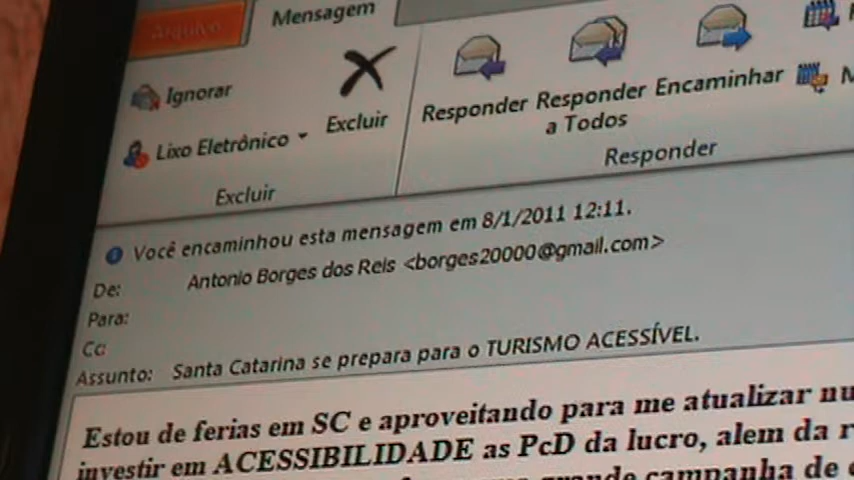 Arquivo Mensagem
Ignorar
Lixo Eletrônico
Excluir
Excluir
Responder Responder a Todos Encaminhar
Responder
Você encaminhou esta mensagem em 8/1/2011 12:11.
De: Antonio Borges dos Reis <borges20000@gmail.com>
Para:
Cc:
Assunto: Santa Catarina se prepara para o TURISMO ACESSÍVEL.
Estou de ferias em SC e aproveitando para me atualizar
investir em ACESSIBILIDADE as PcD da lucro, alem da
grande campanha de